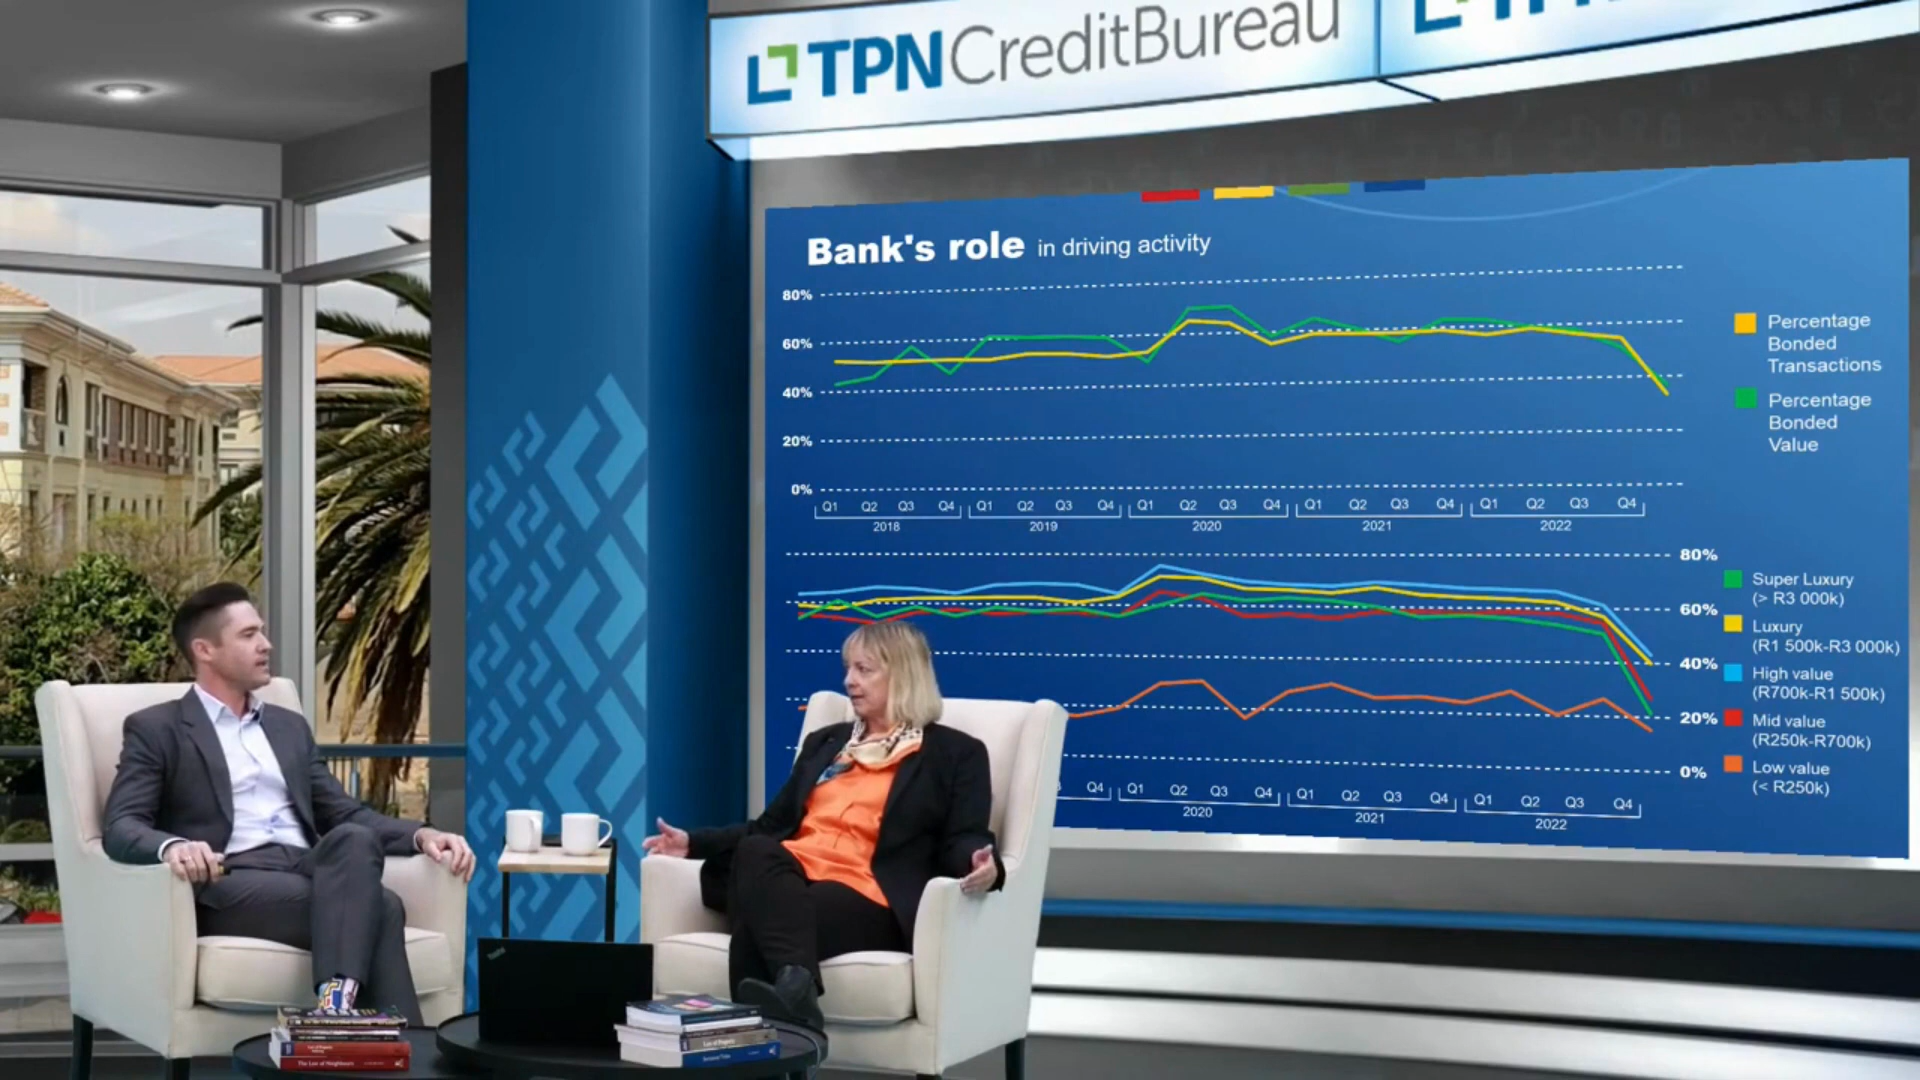 TPN CreditBureau
Bank's role in driving activity
80%
60%
40%
20%
0%
Q1 Q2 Q3 Q4 Q1 Q2 Q3 Q4 Q1 Q2 Q3 Q4 Q1 Q2 Q3 Q4 Q1 Q2 Q3 Q4
2018 2019 2020 2021 2022
Percentage
Bonded
Transactions
Percentage
Bonded
Value
80%
60%
40%
20%
0%
Q4 Q1 Q2 Q3 Q4 Q1 Q2 Q3 Q4 Q1 Q2 Q3 Q4
2020 2021 2022
Super Luxury
(> R3 000k)
Luxury
(R1 500k-R3 000k)
High value
(R700k-R1 500k)
Mid value
(R250k-R700k)
Low value
(< R250k)
The Law of Neighbours